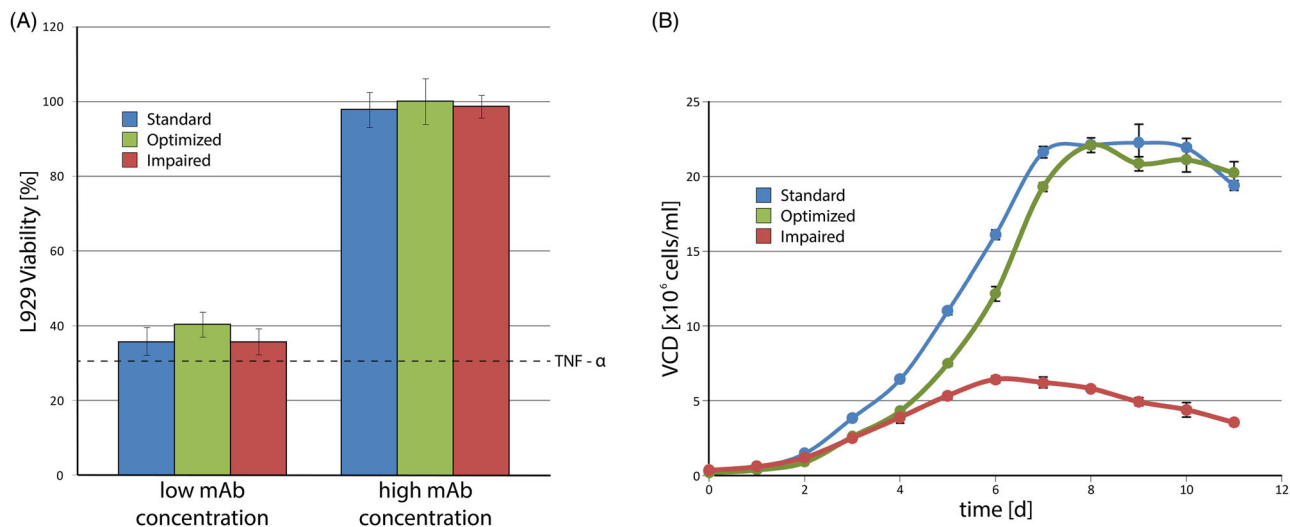 (A)
120
100
80
60
40
20
0
L929 Viability [%]
Standard
Optimized
Impaired
TNF - α
low mAb
concentration
high mAb
concentration
(B)
25
20
15
10
5
0
VCD [x10⁶ cells/ml]
Standard
Optimized
Impaired
0 2 4 6 8 10 12
time [d]